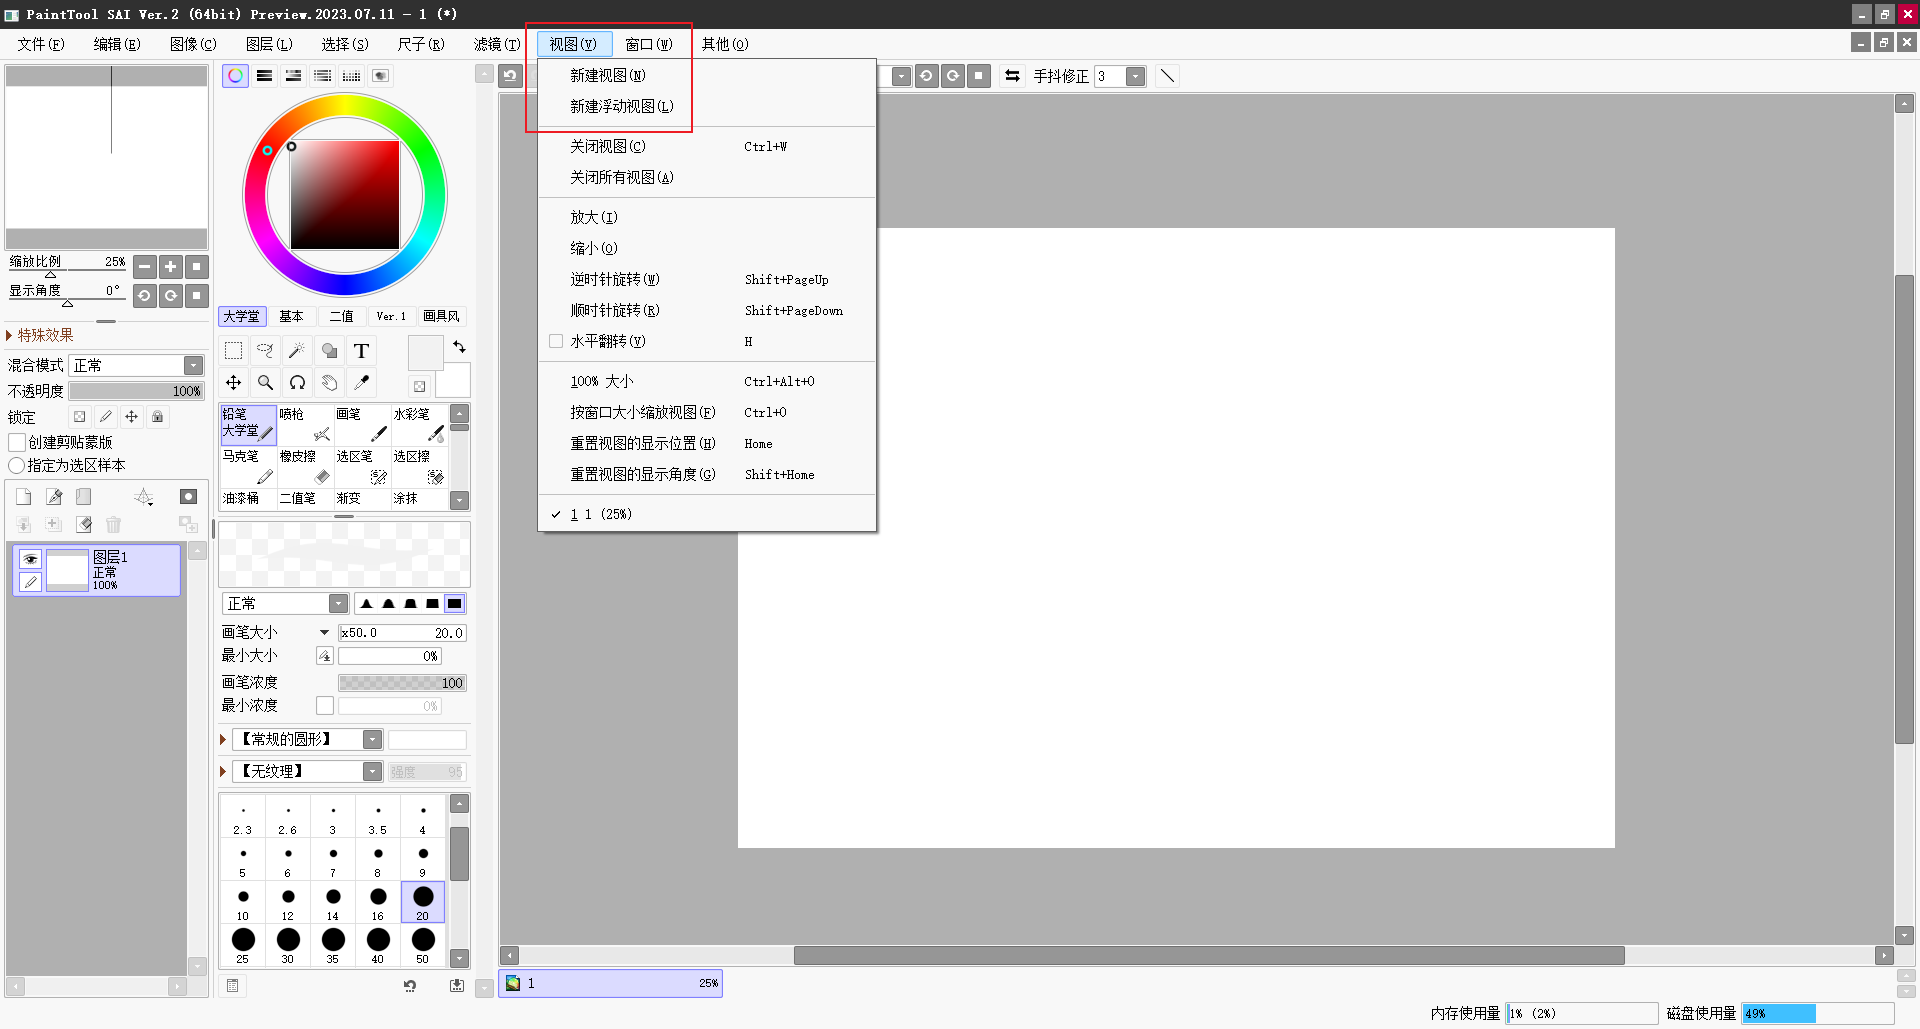 PaintTool SAI Ver.2 (64bit) Preview.2023.07.11 - 1 (*)
文件(F) 编辑(E) 图像(C) 图层(L) 选择(S) 尺子(R) 滤镜(T) 视图(V) 窗口(W) 其他(O)
手抖修正 3
新建视图(N)
新建浮动视图(L)
关闭视图(C) Ctrl+W
关闭所有视图(A)
放大(I)
缩小(O)
逆时针旋转(W) Shift+PageUp
顺时针旋转(R) Shift+PageDown
水平翻转(V) H
100% 大小 Ctrl+Alt+0
按窗口大小缩放视图(F) Ctrl+0
重置视图的显示位置(H) Home
重置视图的显示角度(G) Shift+Home
1 1 (25%)
缩放比例 25%
显示角度 0°
特殊效果
混合模式 正常
不透明度 100%
锁定
创建剪贴蒙版
指定为选区样本
图层1
正常
100%
大学堂 基本 二值 Ver.1 画具风
T
铅笔 喷枪 画笔 水彩笔
大学堂
马克笔 橡皮擦 选区笔 选区擦
油漆桶 二值笔 渐变 涂抹
正常
画笔大小 x50.0 20.0
最小大小 0%
画笔浓度 100
最小浓度 0%
【常规的圆形】
【无纹理】 强度 95
2.3 2.6 3 3.5 4
5 6 7 8 9
10 12 14 16 20
25 30 35 40 50
1 25%
内存使用量 1% (2%) 磁盘使用量 49%